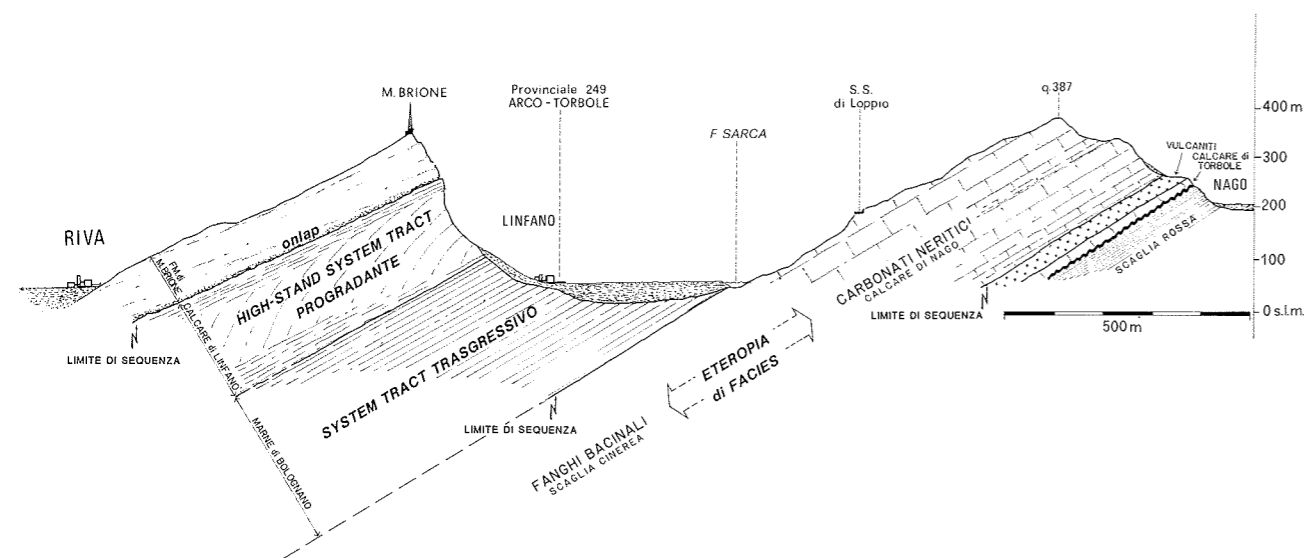 M. BRIONE
Provinciale 249
ARCO - TORBOLE
F SARCA
S. S.
di Loppio
q. 387
400 m
300
200
100
0 s.l.m.
VULCANITI
CALCARE di
TORBOLE
NAGO
RIVA
LINFANO
onlap
HIGH-STAND SYSTEM TRACT
PROGRADANTE
SYSTEM TRACT TRASGRESSIVO
FM. di
M. BRIONE
CALCARE di LINFANO
MARNE di BOLOGNANO
LIMITE DI SEQUENZA
LIMITE DI SEQUENZA
FANGHI BACINALI
SCAGLIA CINEREA
ETEROPIA
di FACIES
CARBONATI NERITICI
CALCARE DI NAGO
SCAGLIA ROSSA
LIMITE DI SEQUENZA
500 m